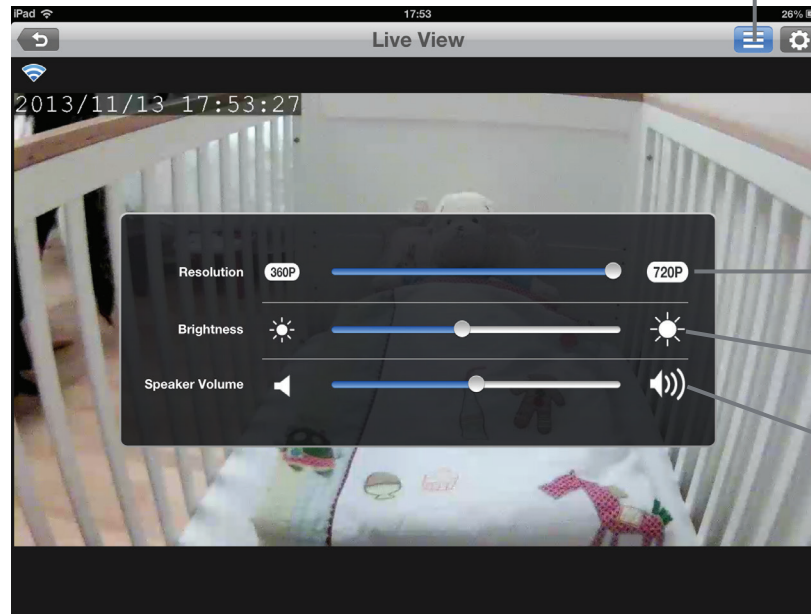 iPad 17:53 26%
Live View
2013/11/13 17:53:27
Resolution 360P 720P
Brightness
Speaker Volume